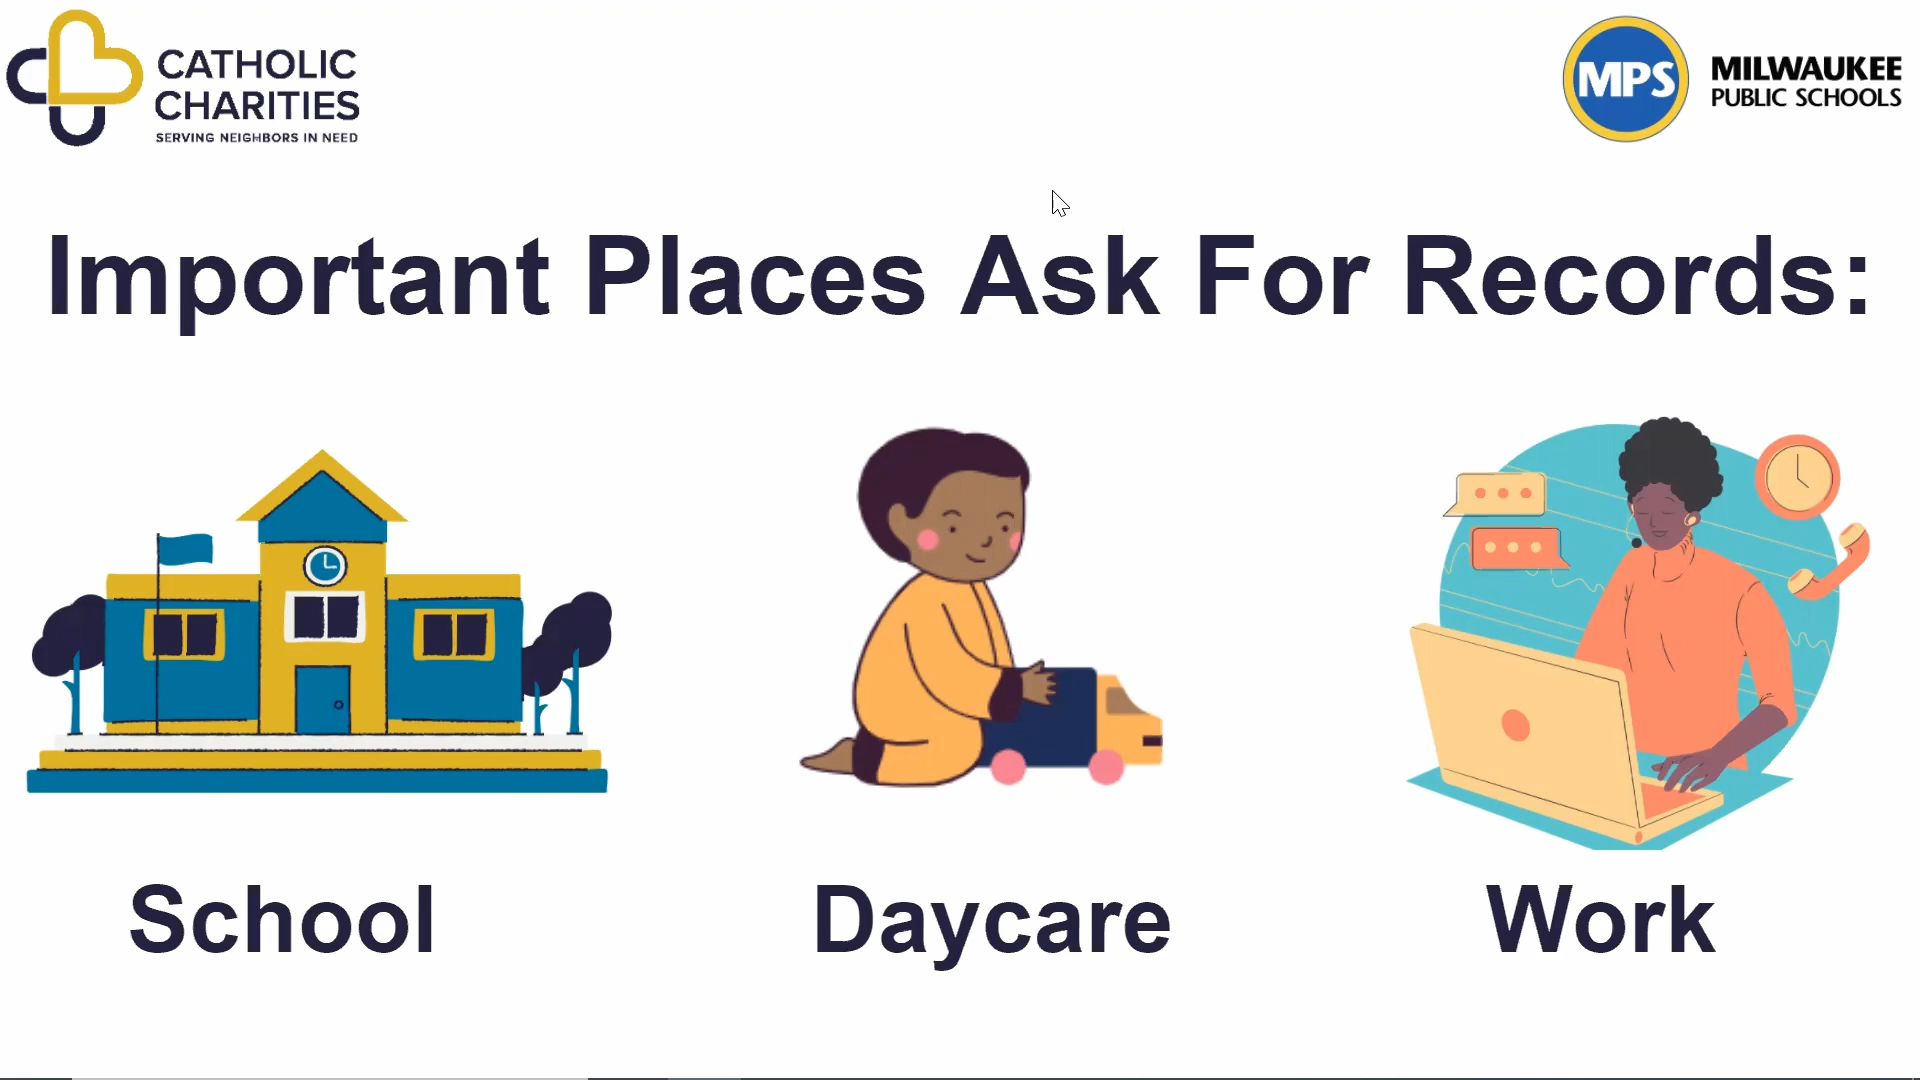 CATHOLIC
CHARITIES
SERVING NEIGHBORS IN NEED
MPS
MILWAUKEE
PUBLIC SCHOOLS
Important Places Ask For Records:
School
Daycare
Work